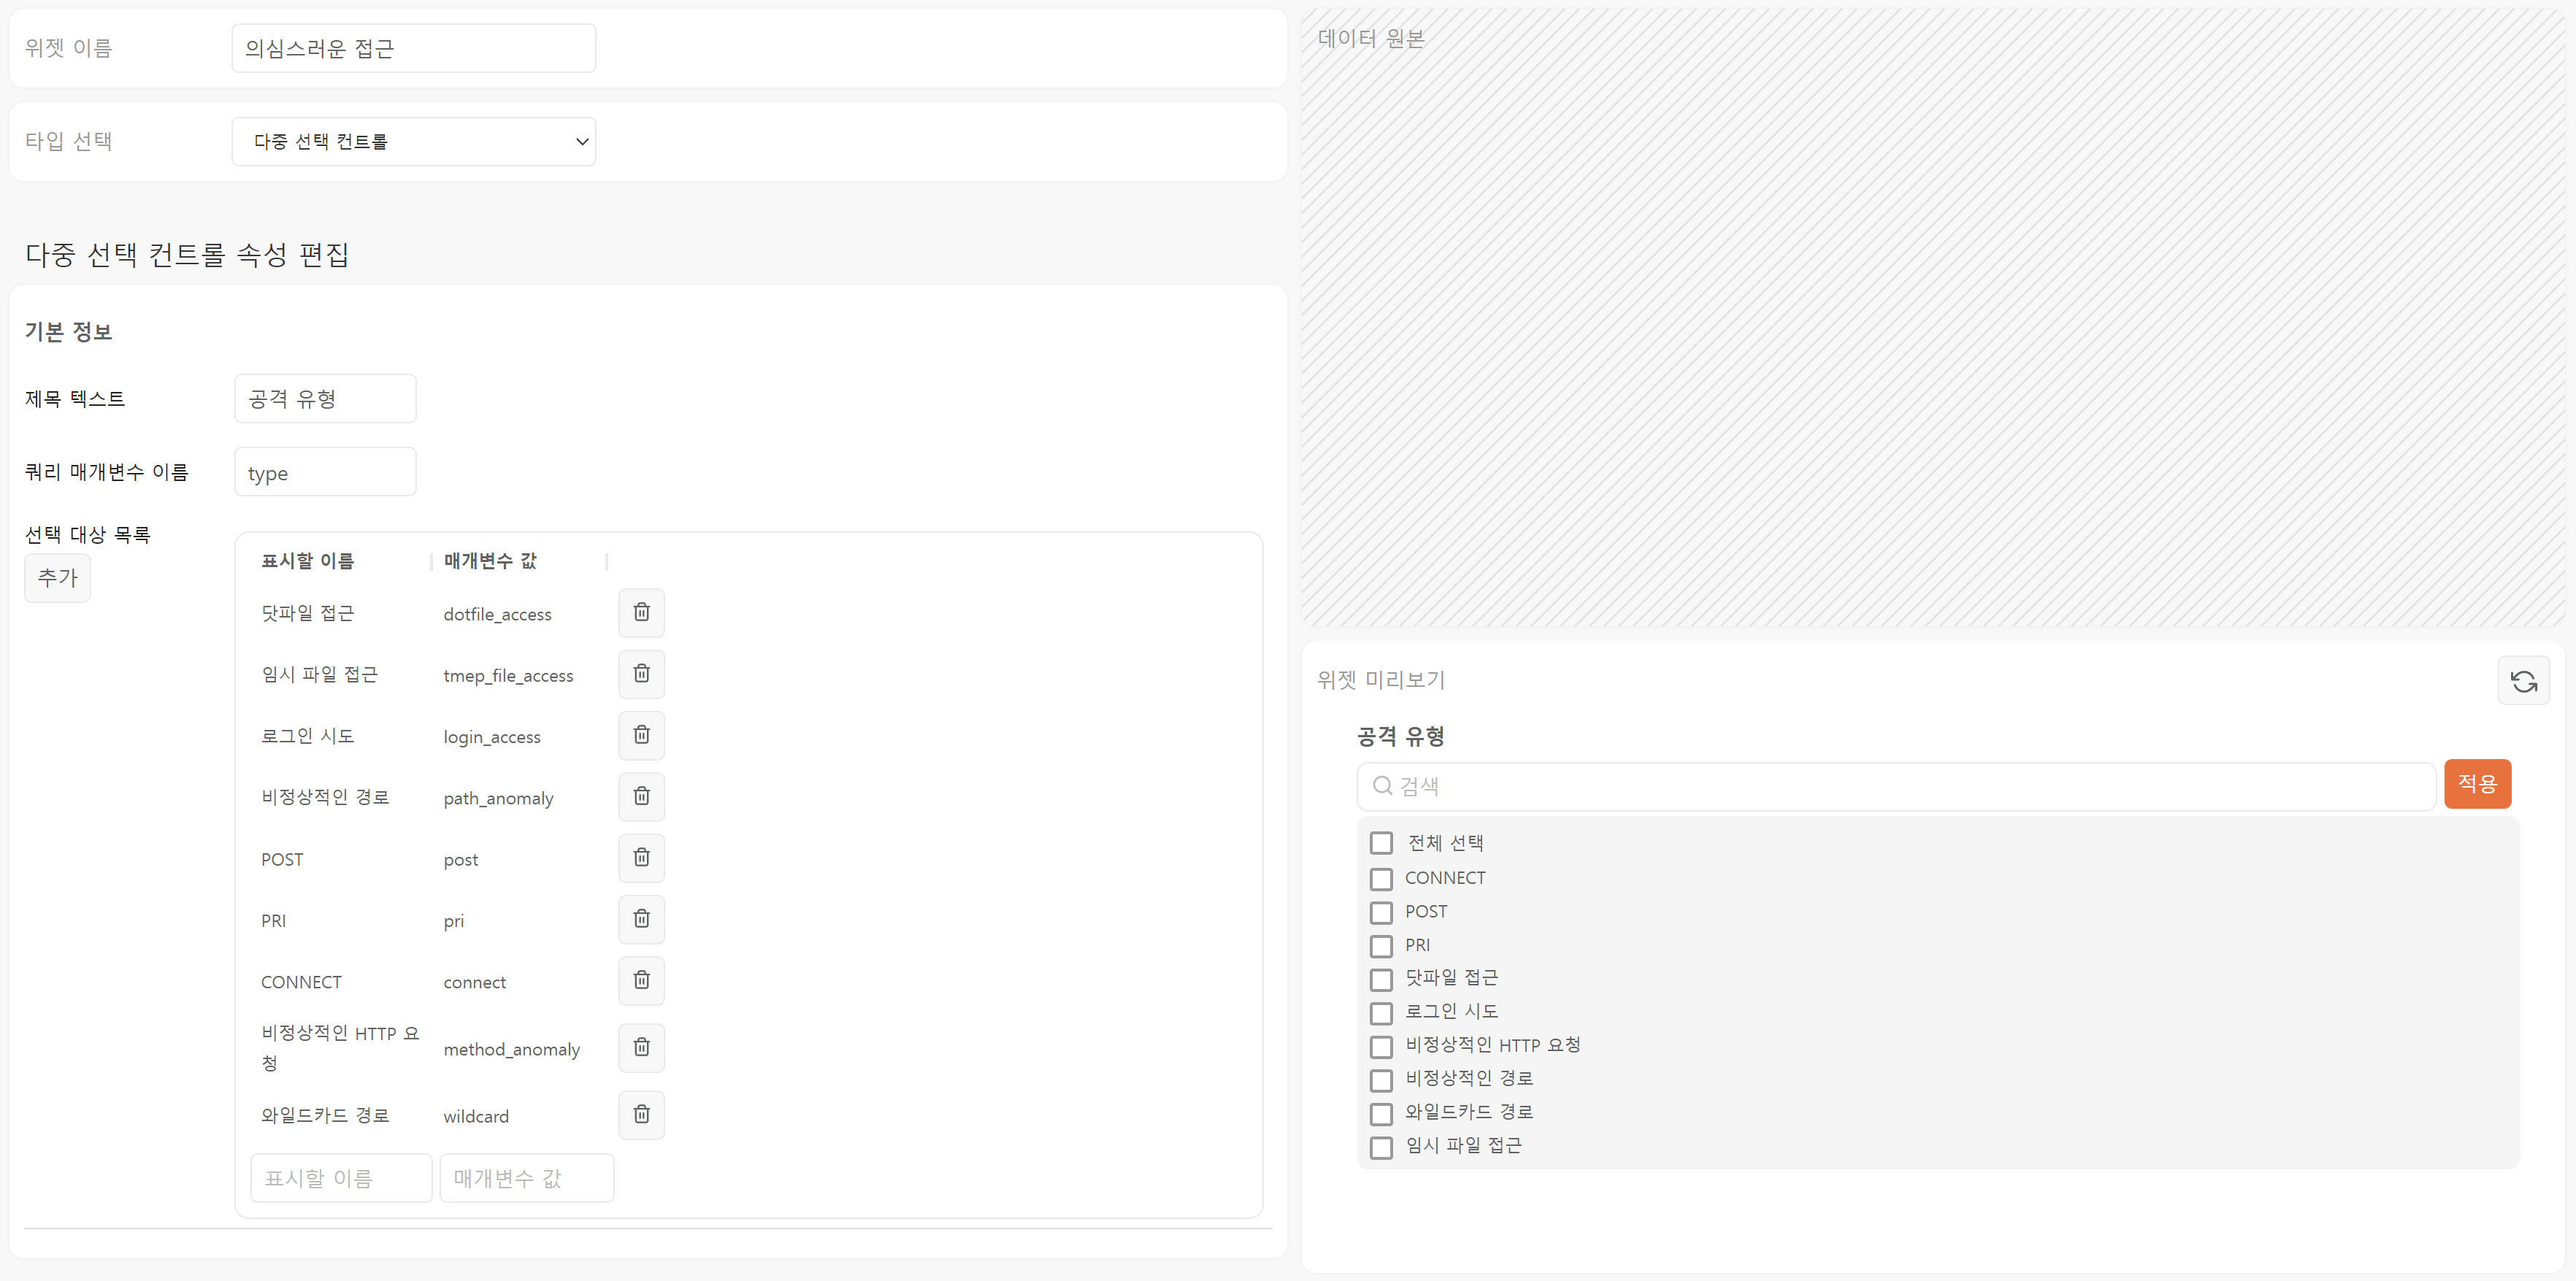 위젯 이름
의심스러운 접근
타입 선택
다중 선택 컨트롤
다중 선택 컨트롤 속성 편집
기본 정보
제목 텍스트
공격 유형
쿼리 매개변수 이름
type
선택 대상 목록
추가
표시할 이름 매개변수 값
닷파일 접근 dotfile_access
임시 파일 접근 tmep_file_access
로그인 시도 login_access
비정상적인 경로 path_anomaly
POST post
PRI pri
CONNECT connect
비정상적인 HTTP 요
청
method_anomaly
와일드카드 경로 wildcard
표시할 이름 매개변수 값
데이터 원본
위젯 미리보기
공격 유형
검색
적용
전체 선택
CONNECT
POST
PRI
닷파일 접근
로그인 시도
비정상적인 HTTP 요청
비정상적인 경로
와일드카드 경로
임시 파일 접근